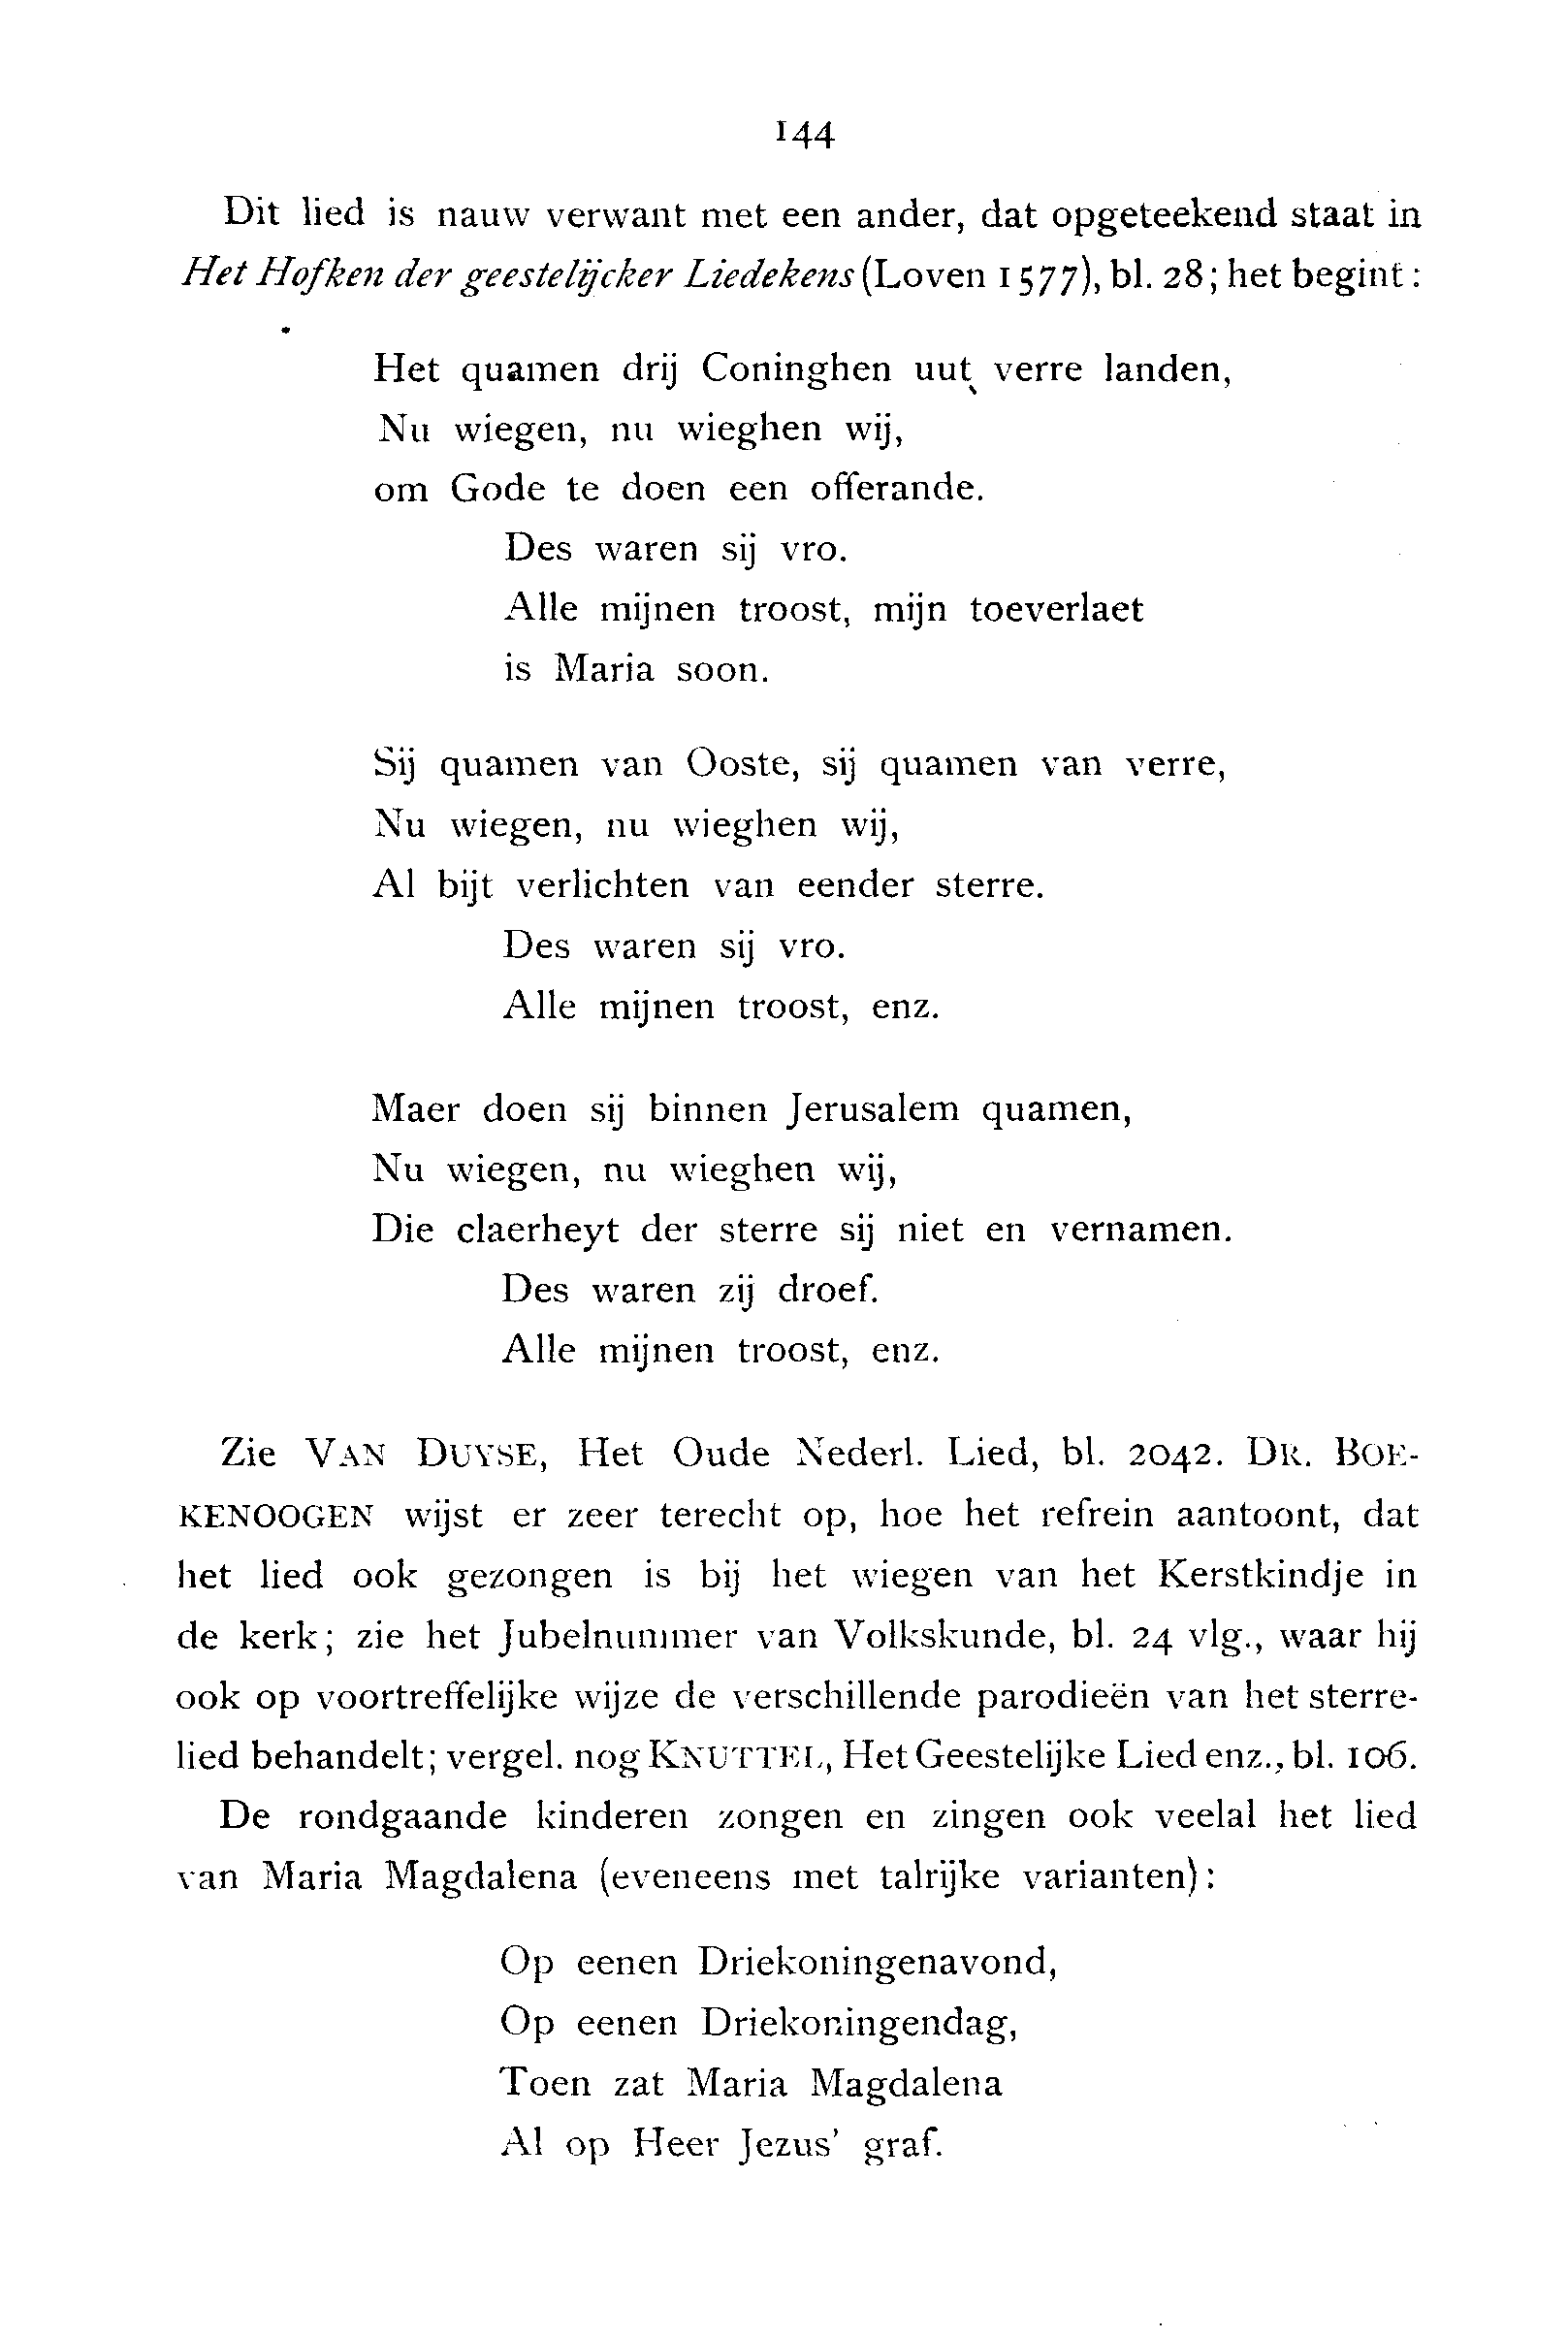 144
Dit lied is nauw verwant met een ander, dat opgeteekend staat in
Het Hofken der geestelijcker Liedekens (Loven 1577), bl. 28; het begint:
Het quamen drij Coninghen uut verre landen,
Nu wiegen, nu wieghen wij,
om Gode te doen een offerande.
Des waren sij vro.
Alle mijnen troost, mijn toeverlaet
is Maria soon.
Sij quamen van Ooste, sij quamen van verre,
Nu wiegen, nu wieghen wij,
Al bijt verlichten van eender sterre.
Des waren sij vro.
Alle mijnen troost, enz.
Maer doen sij binnen Jerusalem quamen,
Nu wiegen, nu wieghen wij,
Die claerheyt der sterre sij niet en vernamen.
Des waren zij droef.
Alle mijnen troost, enz.
Zie VAN DUYSE, Het Oude Nederl. Lied, bl. 2042. DR. BOE-
KENOOGEN wijst er zeer terecht op, hoe het refrein aantoont, dat
het lied ook gezongen is bij het wiegen van het Kerstkindje in
de kerk; zie het Jubelnummer van Volkskunde, bl. 24 vlg., waar hij
ook op voortreffelijke wijze de verschillende parodieën van het sterre-
lied behandelt; vergel. nog KNUTTEL, Het Geestelijke Lied enz., bl. 106.
De rondgaande kinderen zongen en zingen ook veelal het lied
van Maria Magdalena (eveneens met talrijke varianten):
Op eenen Driekoningenavond,
Op eenen Driekoningendag,
Toen zat Maria Magdalena
Al op Heer Jezus' graf.